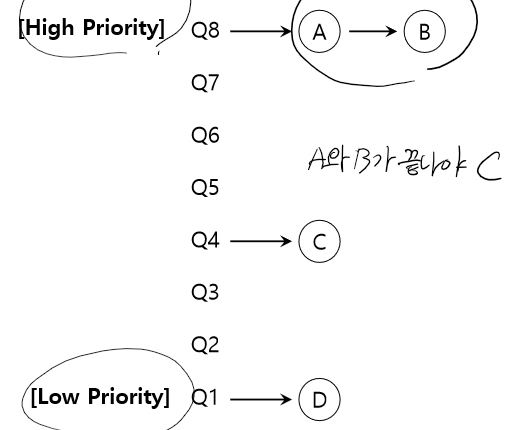 [High Priority] Q8 A B
Q7
Q6
A와 B가 끝나야 C
Q5
Q4 C
Q3
Q2
[Low Priority] Q1 D